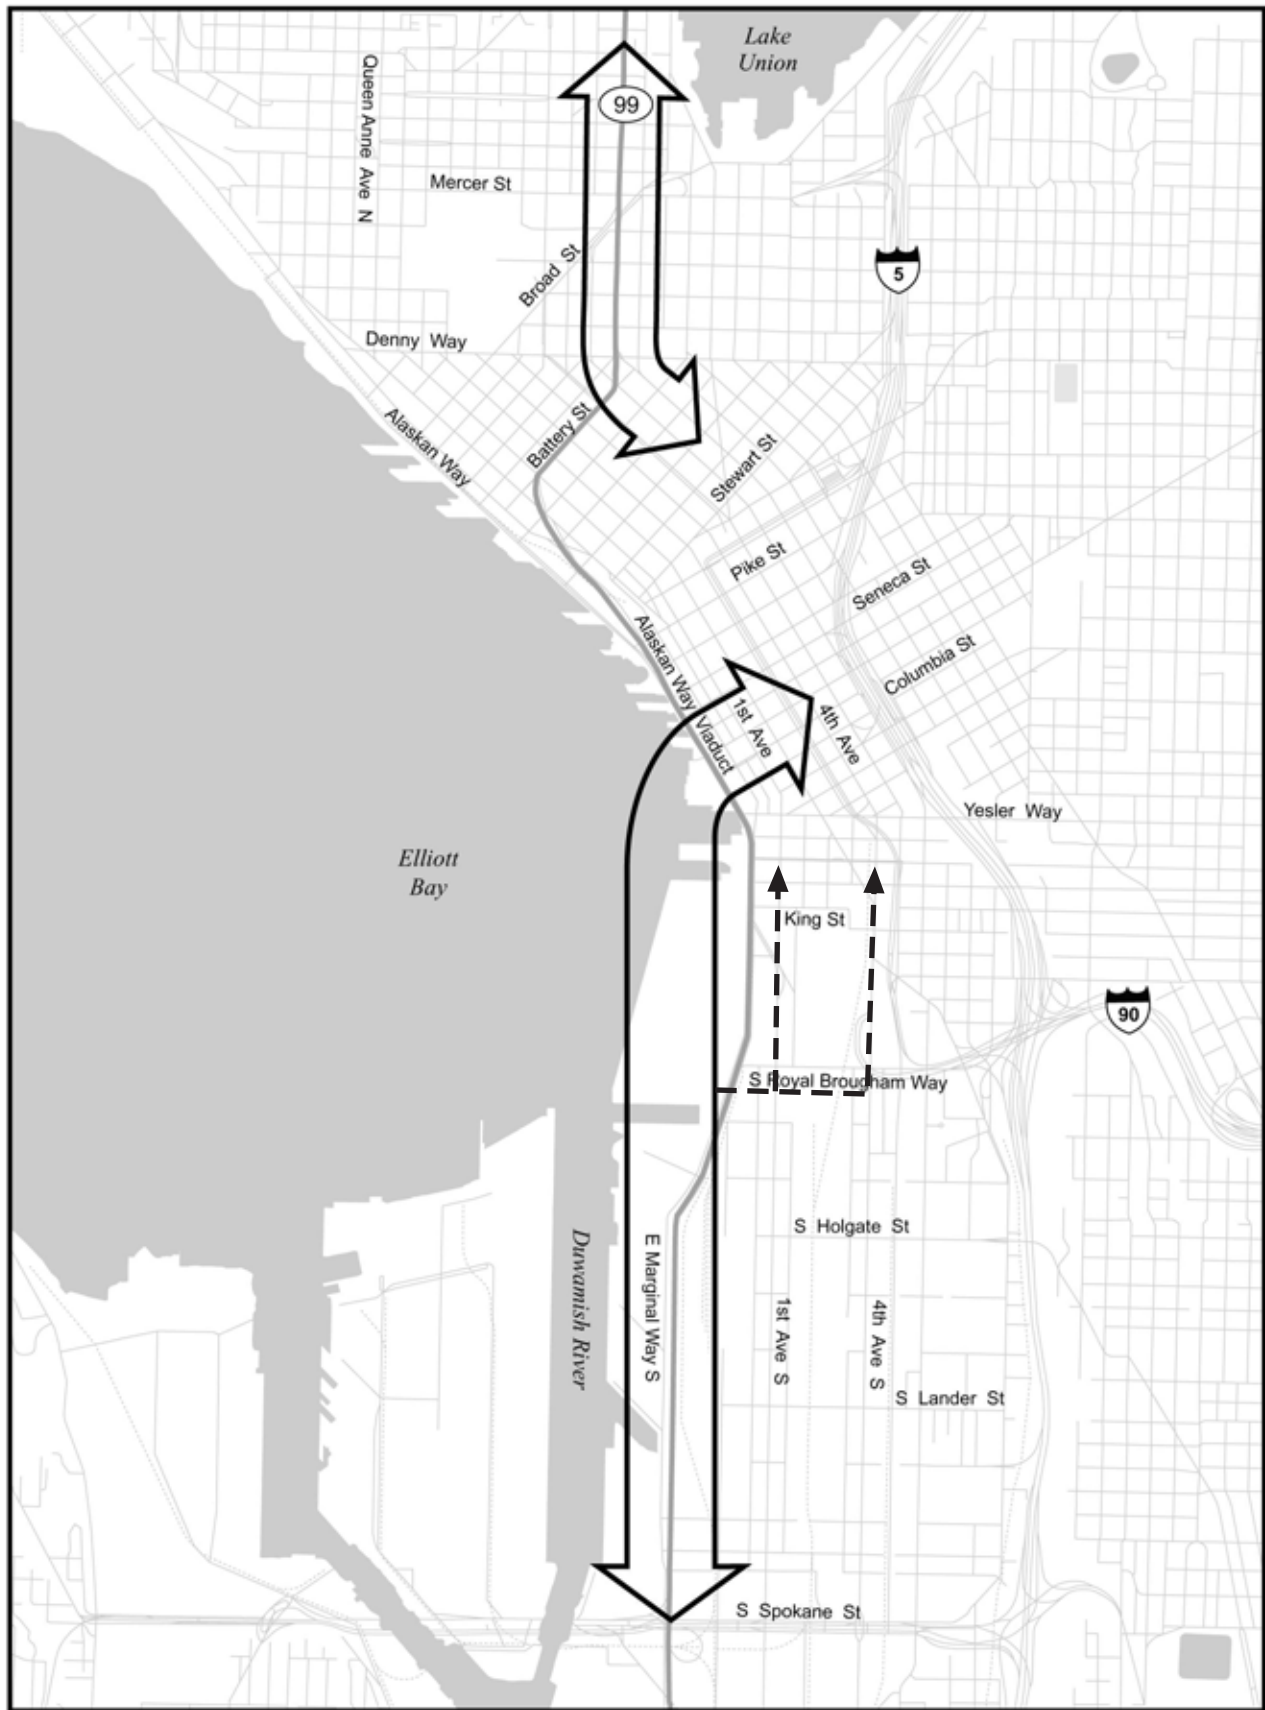 Lake
Union
Queen Anne Ave N
99
Mercer St
Broad St
5
Denny Way
Alaskan Way
Battery St
Stewart St
Pike St
Seneca St
Alaskan Way Viaduct
Columbia St
1st Ave
4th Ave
Yesler Way
Elliott
Bay
King St
90
S Royal Brougham Way
S Holgate St
Duwamish River
E Marginal Way S
1st Ave S
4th Ave S
S Lander St
S Spokane St